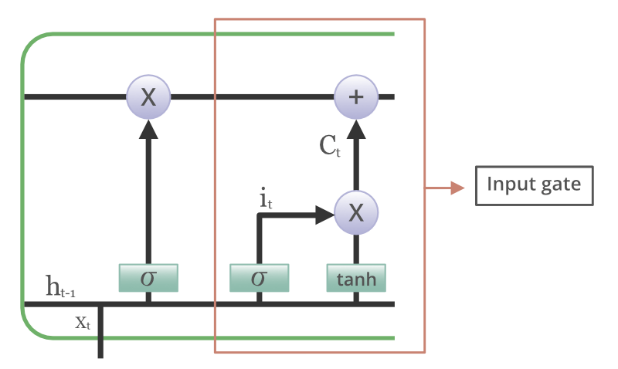 X
+
Cₜ
iₜ
X
Input gate
σ
σ
tanh
hₜ₋₁
xₜ